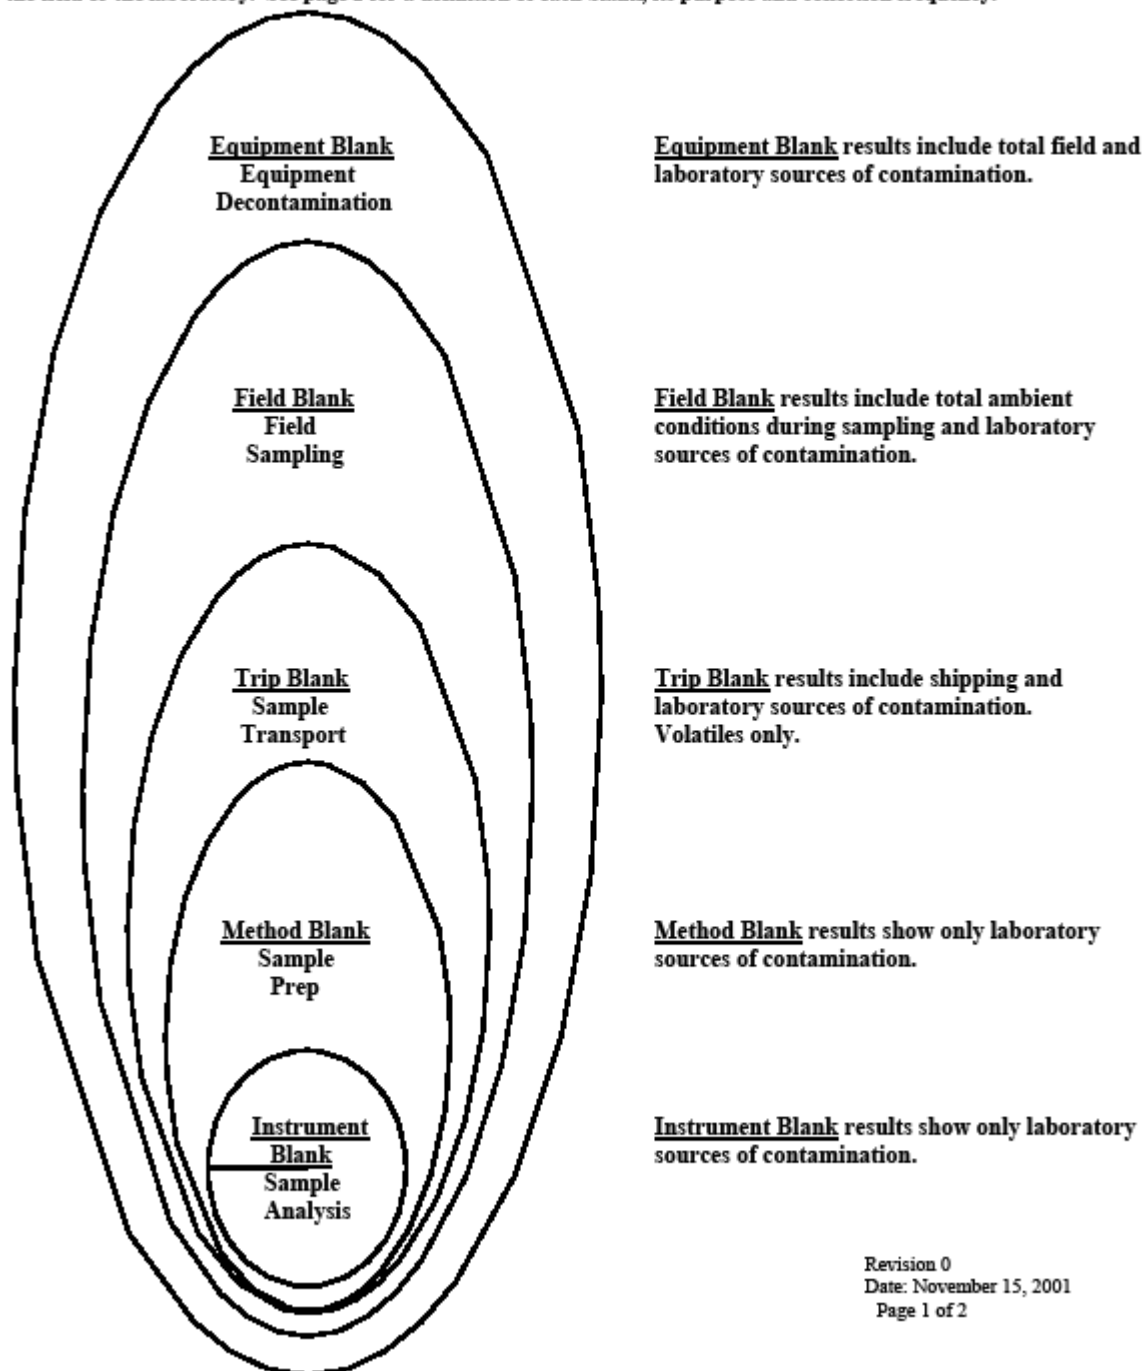 Equipment Blank
Equipment
Decontamination
Equipment Blank results include total field and
laboratory sources of contamination.
Field Blank
Field
Sampling
Field Blank results include total ambient
conditions during sampling and laboratory
sources of contamination.
Trip Blank
Sample
Transport
Trip Blank results include shipping and
laboratory sources of contamination.
Volatiles only.
Method Blank
Sample
Prep
Method Blank results show only laboratory
sources of contamination.
Instrument
Blank
Sample
Analysis
Instrument Blank results show only laboratory
sources of contamination.
Revision 0
Date: November 15, 2001
Page 1 of 2